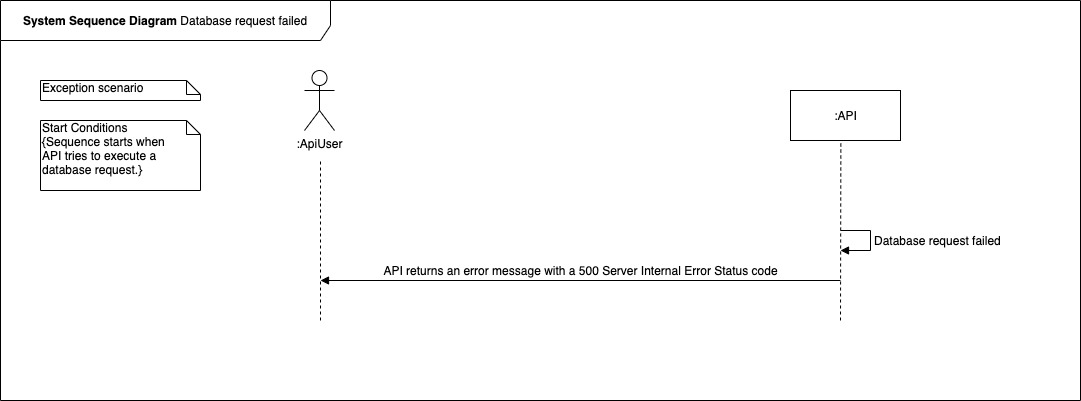 System Sequence Diagram Database request failed
Exception scenario
Start Conditions
{Sequence starts when
API tries to execute a
database request.}
:ApiUser
:API
Database request failed
API returns an error message with a 500 Server Internal Error Status code